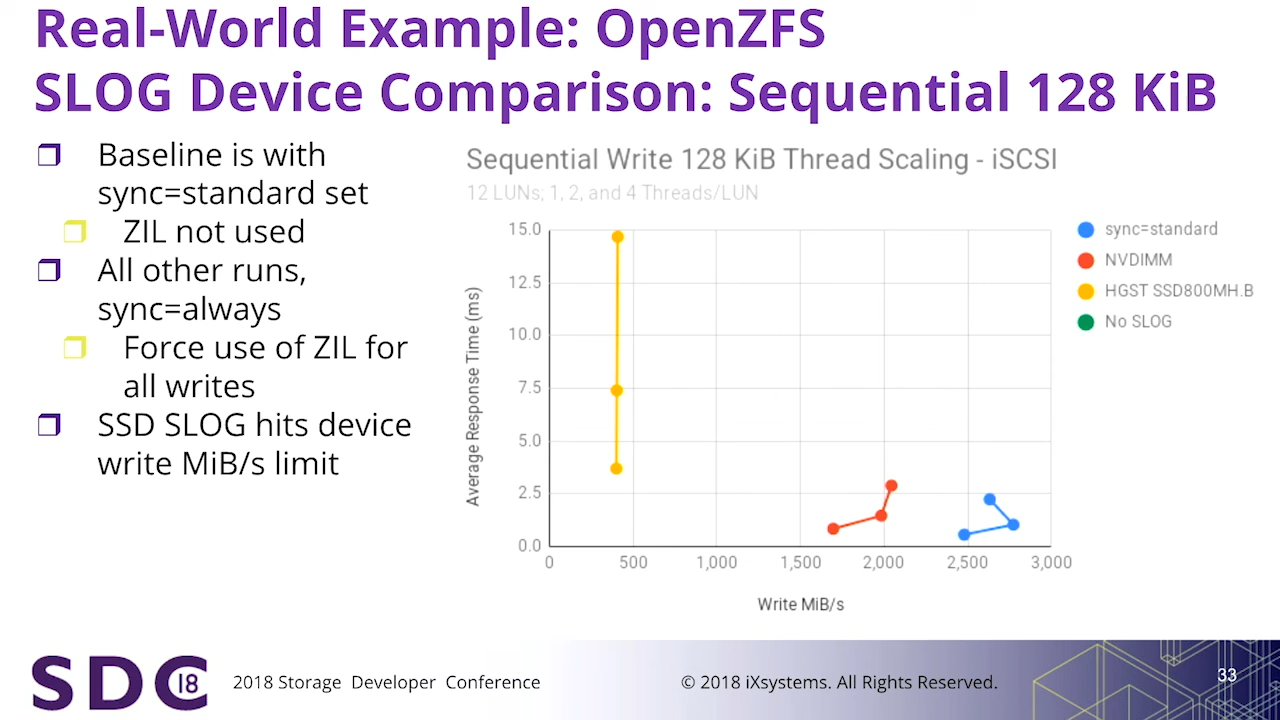 Real-World Example: OpenZFS
SLOG Device Comparison: Sequential 128 KiB
Baseline is with
sync=standard set
ZIL not used
All other runs,
sync=always
Force use of ZIL for
all writes
SSD SLOG hits device
write MiB/s limit
Sequential Write 128 KiB Thread Scaling - iSCSI
12 LUNs; 1, 2, and 4 Threads/LUN
Average Response Time (ms)
15.0
12.5
10.0
7.5
5.0
2.5
0.0
0 500 1,000 1,500 2,000 2,500 3,000
Write MiB/s
sync=standard
NVDIMM
HGST SSD800MH.B
No SLOG
SDC 18
2018 Storage Developer Conference
© 2018 iXsystems. All Rights Reserved.
33